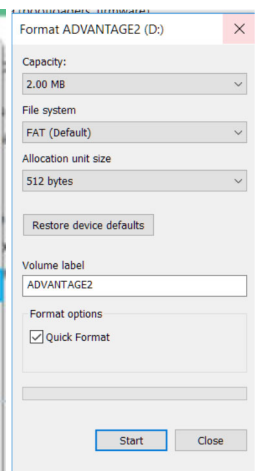 Format ADVANTAGE2 (D:)
Capacity:
2.00 MB
File system
FAT (Default)
Allocation unit size
512 bytes
Restore device defaults
Volume label
ADVANTAGE2
Format options
Quick Format
Start Close